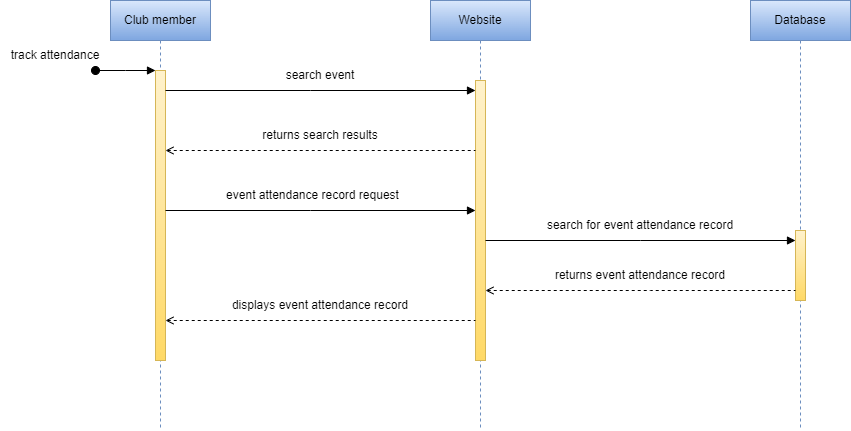 Club member
Website
Database
track attendance
search event
returns search results
event attendance record request
search for event attendance record
returns event attendance record
displays event attendance record